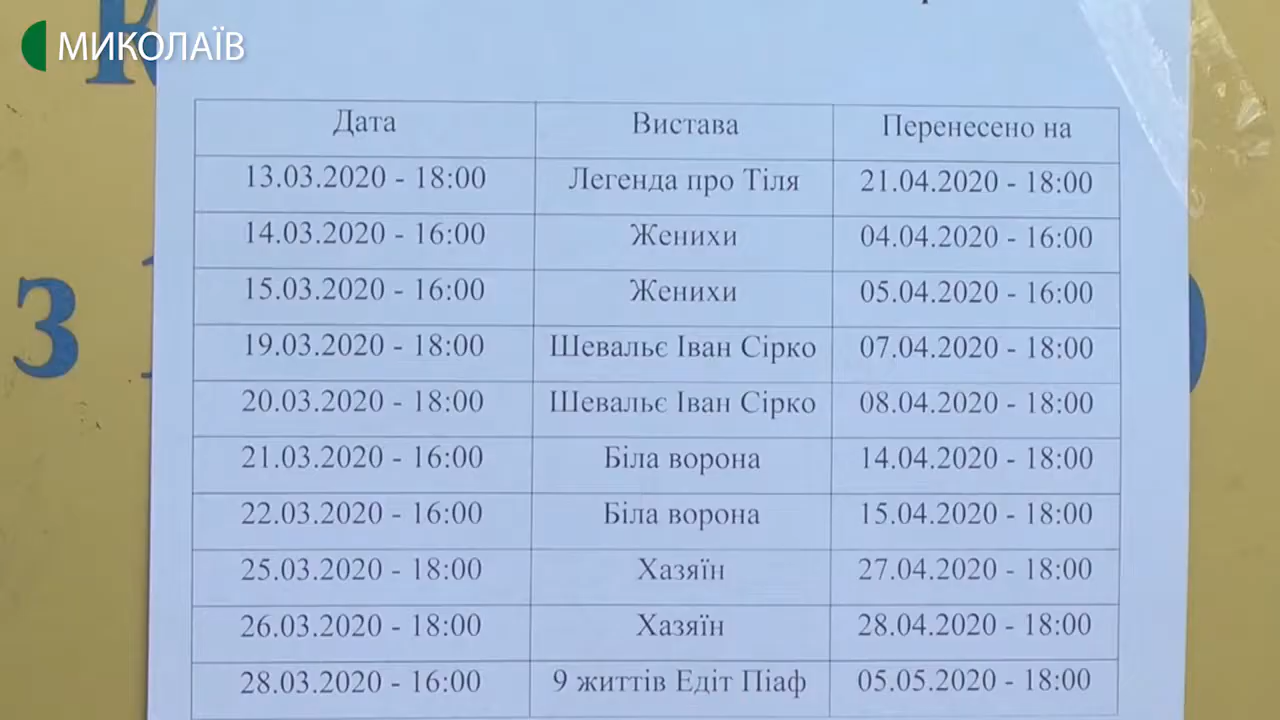 МИКОЛАЇВ
К
З
Дата Вистава Перенесено на
13.03.2020 - 18:00 Легенда про Тіля 21.04.2020 - 18:00
14.03.2020 - 16:00 Женихи 04.04.2020 - 16:00
15.03.2020 - 16:00 Женихи 05.04.2020 - 16:00
19.03.2020 - 18:00 Шевальє Іван Сірко 07.04.2020 - 18:00
20.03.2020 - 18:00 Шевальє Іван Сірко 08.04.2020 - 18:00
21.03.2020 - 16:00 Біла ворона 14.04.2020 - 18:00
22.03.2020 - 16:00 Біла ворона 15.04.2020 - 18:00
25.03.2020 - 18:00 Хазяїн 27.04.2020 - 18:00
26.03.2020 - 18:00 Хазяїн 28.04.2020 - 18:00
28.03.2020 - 16:00 9 життів Едіт Піаф 05.05.2020 - 18:00